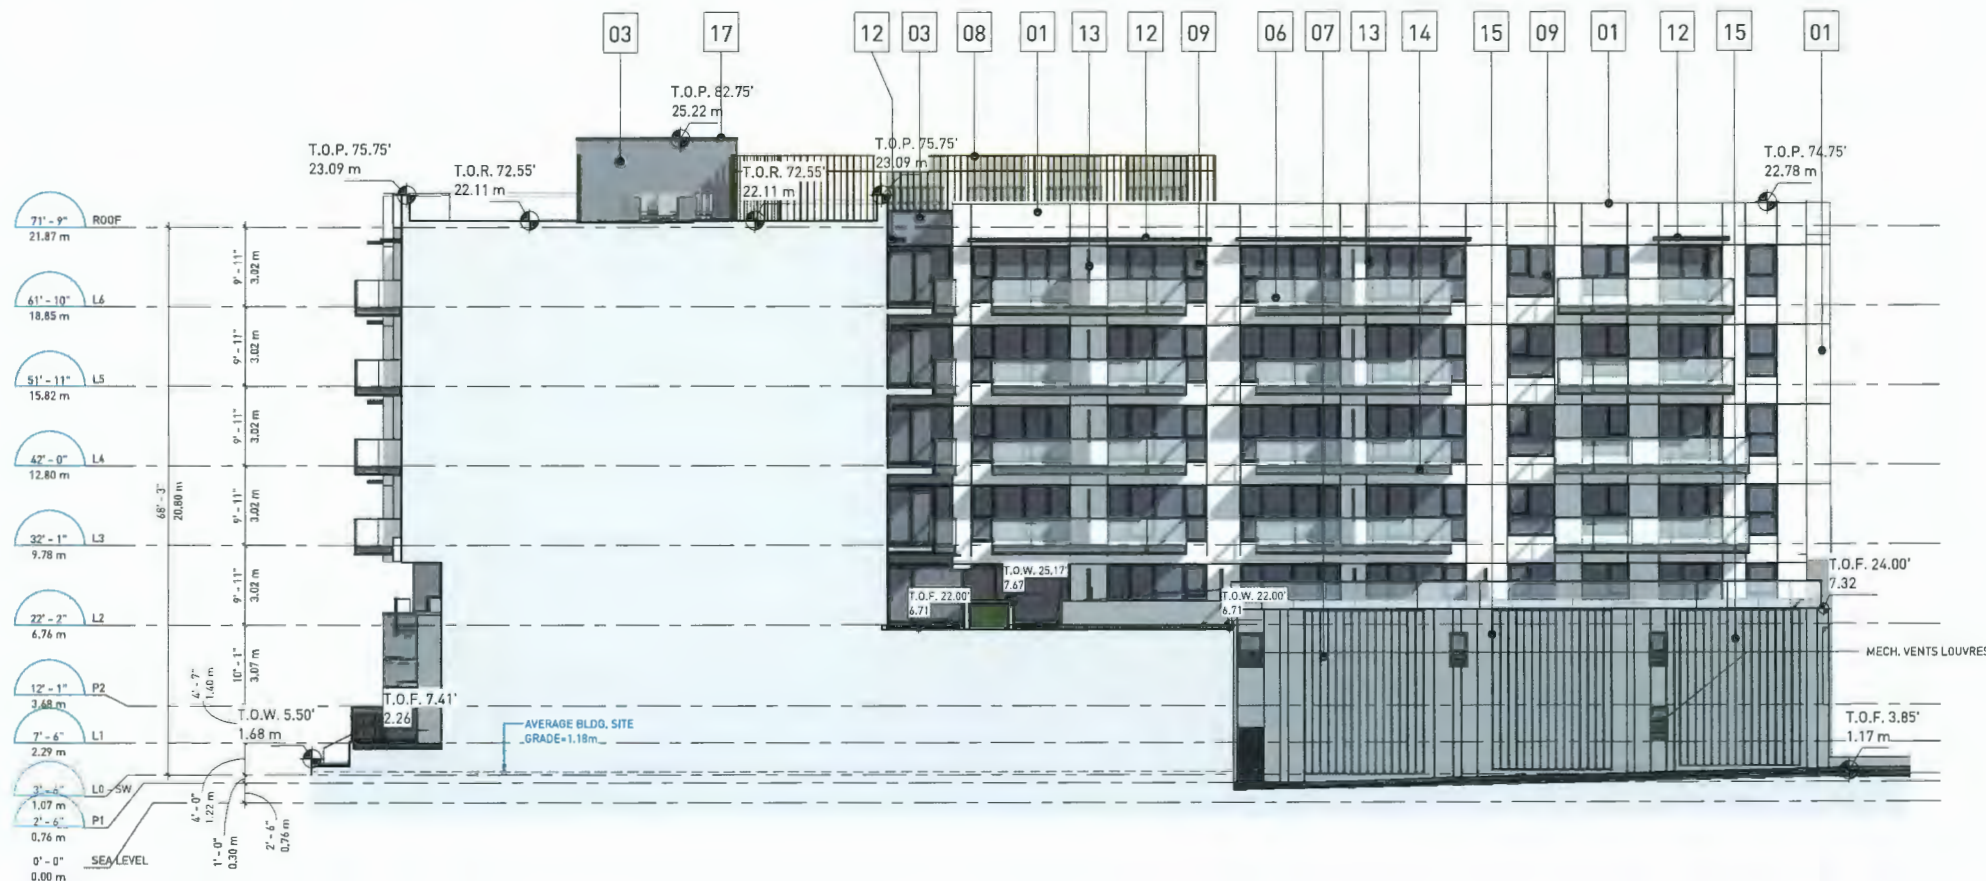 03 17 12 03 08 01 13 12 09 06 07 13 14 15 09 01 12 15 01
T.O.P. 82.75'
25.22 m
T.O.P. 75.75'
23.09 m
T.O.R. 72.55'
22.11 m
T.O.R. 72.55'
22.11 m
T.O.P. 75.75'
23.09 m
T.O.P. 74.75'
22.78 m
71' - 9" ROOF
21.87 m
61' - 10" L6
18.85 m
51' - 11" L5
15.82 m
42' - 0" L4
12.80 m
32' - 1" L3
9.78 m
22' - 2" L2
6.76 m
12' - 1" P2
3.68 m
7' - 6" L1
2.29 m
3' - 6" L0 - SW
1.07 m
2' - 6" P1
0.76 m
0' - 0" SEA LEVEL
0.00 m
68' - 3"
20.80 m
9' - 11"
3.02 m
9' - 11"
3.02 m
9' - 11"
3.02 m
9' - 11"
3.02 m
9' - 11"
3.02 m
10' - 1"
3.07 m
4' - 7"
1.40 m
4' - 0"
1.22 m
1' - 0"
0.30 m
2' - 6"
0.76 m
T.O.W. 5.50'
1.68 m
T.O.F. 7.41'
2.26
AVERAGE BLDG. SITE
GRADE=1.18m
T.O.F. 22.00'
6.71
T.O.W. 25.17'
7.67
T.O.W. 22.00'
6.71
T.O.F. 24.00'
7.32
MECH. VENTS LOUVRES
T.O.F. 3.85'
1.17 m